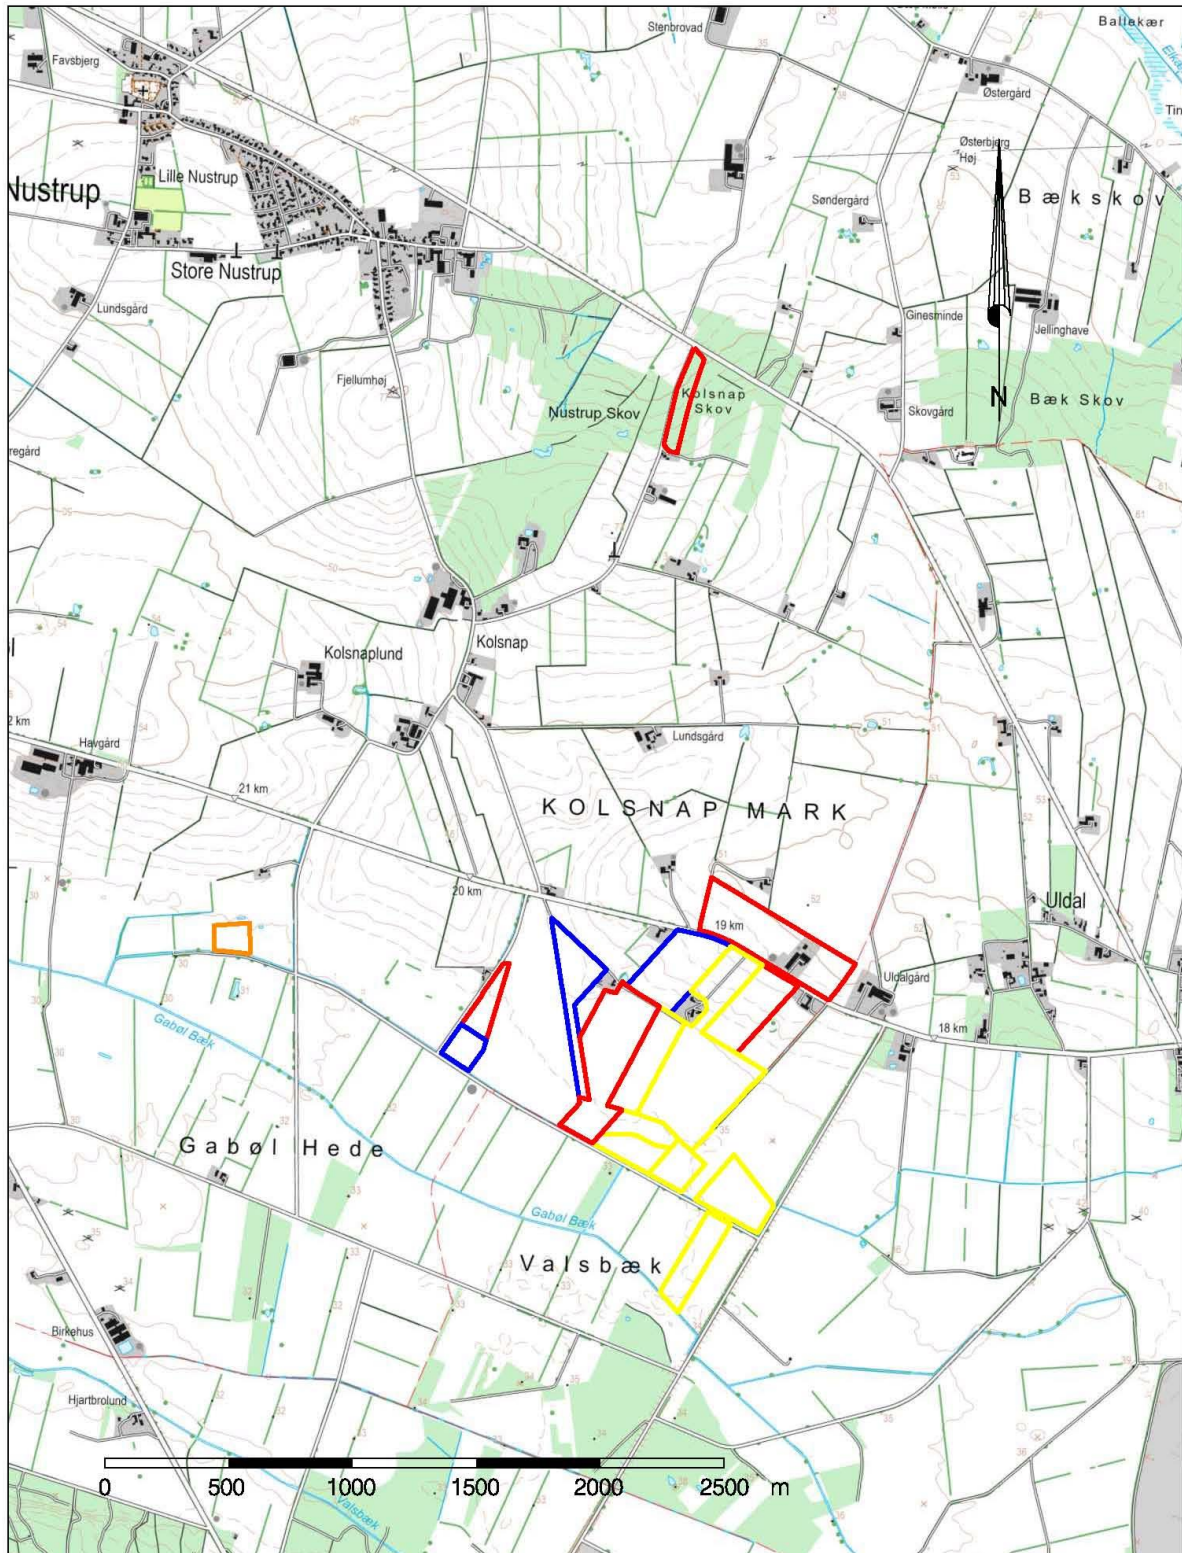 Stenbrovad
Ballekær
Favsbjerg
Østergård
Østerbjerg
Høj
Lille Nustrup
Nustrup
Søndergård
Bækskov
Store Nustrup
Lundsgård
Ginesminde
Jellinghave
Fjellumhøj
Nustrup Skov
Kolsnap
Skov
Skovgård
N
Bæk Skov
Kolsnap
Kolsnaplund
Havgård
Lundsgård
21 km
KOLSNAP MARK
20 km
19 km
Uldal
Uldalgård
Gabøl Bæk
18 km
Gabøl Hede
Gabøl Bæk
Valsbæk
Birkehus
Hjartbrolund
Valsbæk
0 500 1000 1500 2000 2500 m